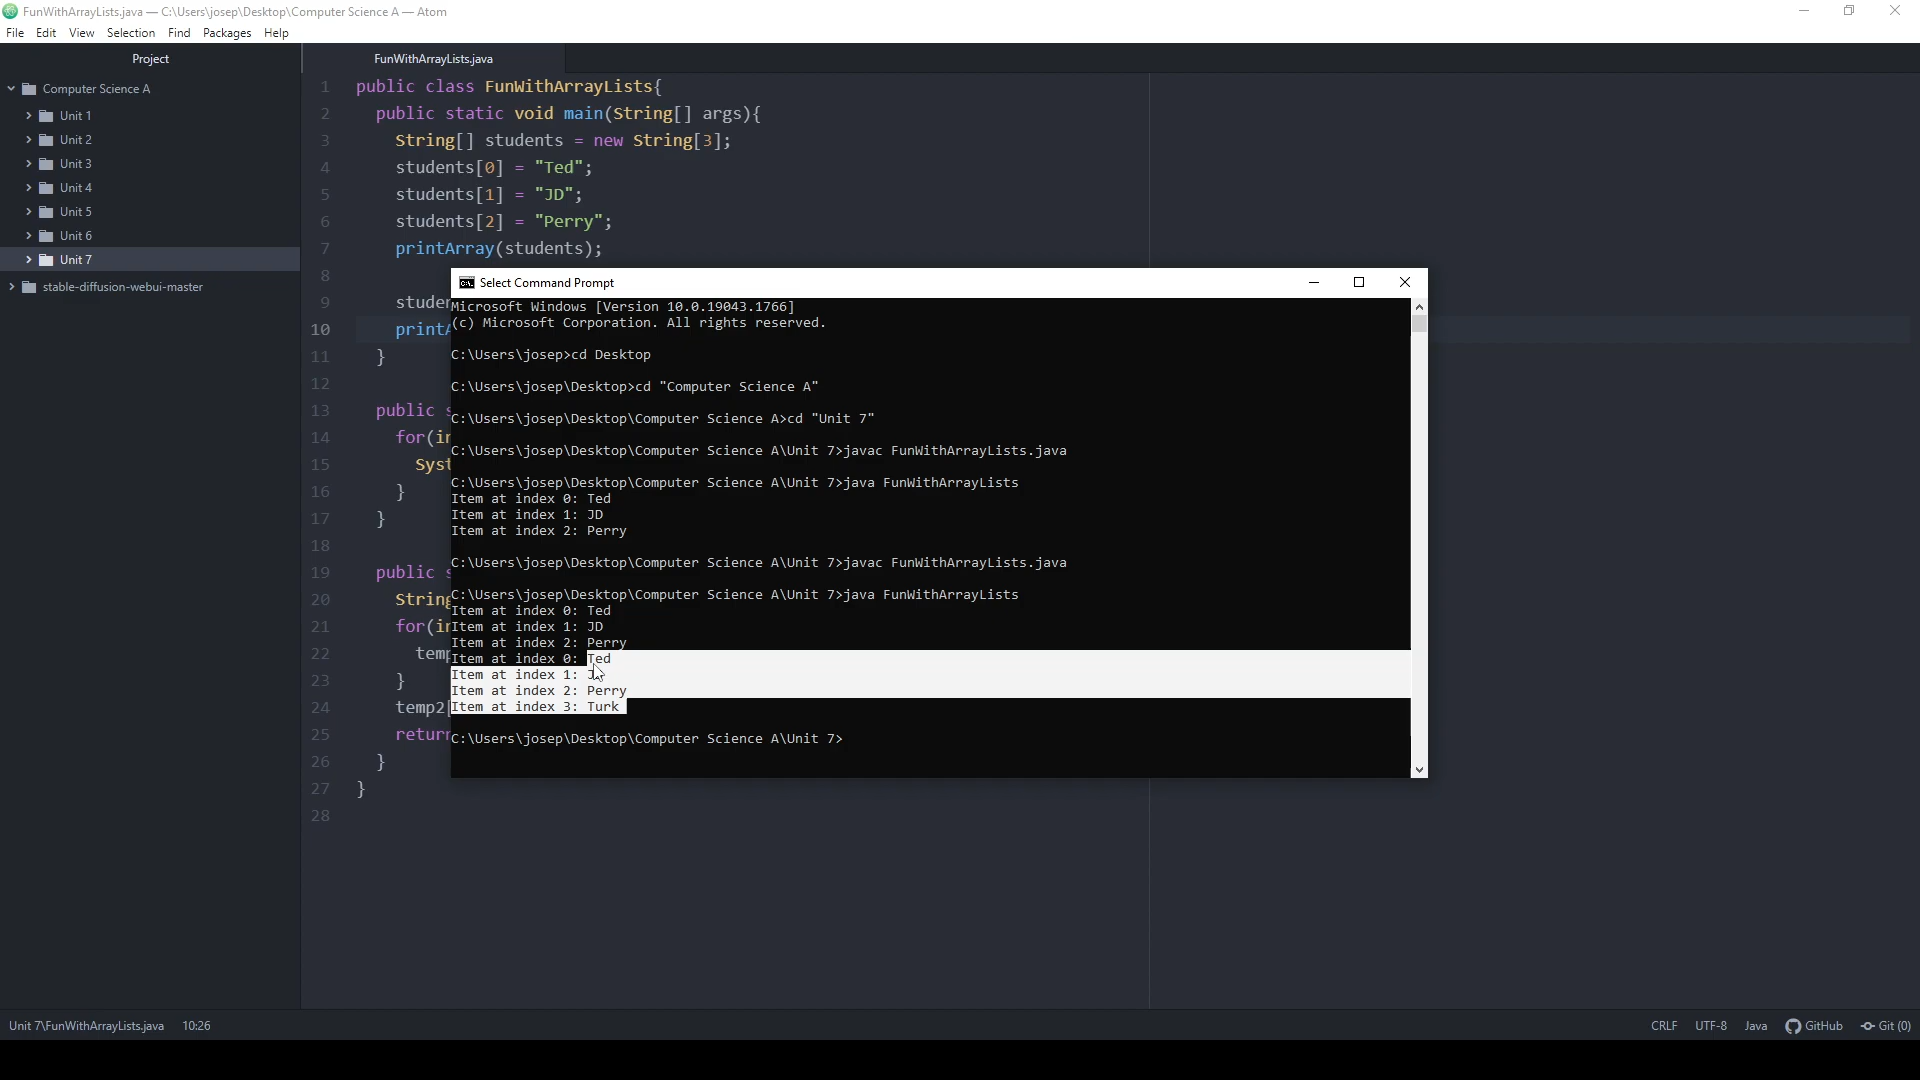 FunWithArrayLists.java — C:\Users\josep\Desktop\Computer Science A — Atom
File Edit View Selection Find Packages Help
Project
Computer Science A
Unit 1
Unit 2
Unit 3
Unit 4
Unit 5
Unit 6
Unit 7
stable-diffusion-webui-master
FunWithArrayLists.java
1 public class FunWithArrayLists{
2 public static void main(String[] args){
3 String[] students = new String[3];
4 students[0] = "Ted";
5 students[1] = "JD";
6 students[2] = "Perry";
7 printArray(students);
8
9 studen
10 printA
11 }
12
13 public s
14 for(in
15 Syst
16 }
17 }
18
19 public s
20 String
21 for(in
22 temp
23 }
24 temp2[
25 return
26 }
27 }
28
Select Command Prompt
Microsoft Windows [Version 10.0.19043.1766]
(c) Microsoft Corporation. All rights reserved.
C:\Users\josep>cd Desktop
C:\Users\josep\Desktop>cd "Computer Science A"
C:\Users\josep\Desktop\Computer Science A>cd "Unit 7"
C:\Users\josep\Desktop\Computer Science A\Unit 7>javac FunWithArrayLists.java
C:\Users\josep\Desktop\Computer Science A\Unit 7>java FunWithArrayLists
Item at index 0: Ted
Item at index 1: JD
Item at index 2: Perry
C:\Users\josep\Desktop\Computer Science A\Unit 7>javac FunWithArrayLists.java
C:\Users\josep\Desktop\Computer Science A\Unit 7>java FunWithArrayLists
Item at index 0: Ted
Item at index 1: JD
Item at index 2: Perry
Item at index 0: Ted
Item at index 1: JD
Item at index 2: Perry
Item at index 3: Turk
C:\Users\josep\Desktop\Computer Science A\Unit 7>
Unit 7\FunWithArrayLists.java 10:26
CRLF UTF-8 Java GitHub Git (0)